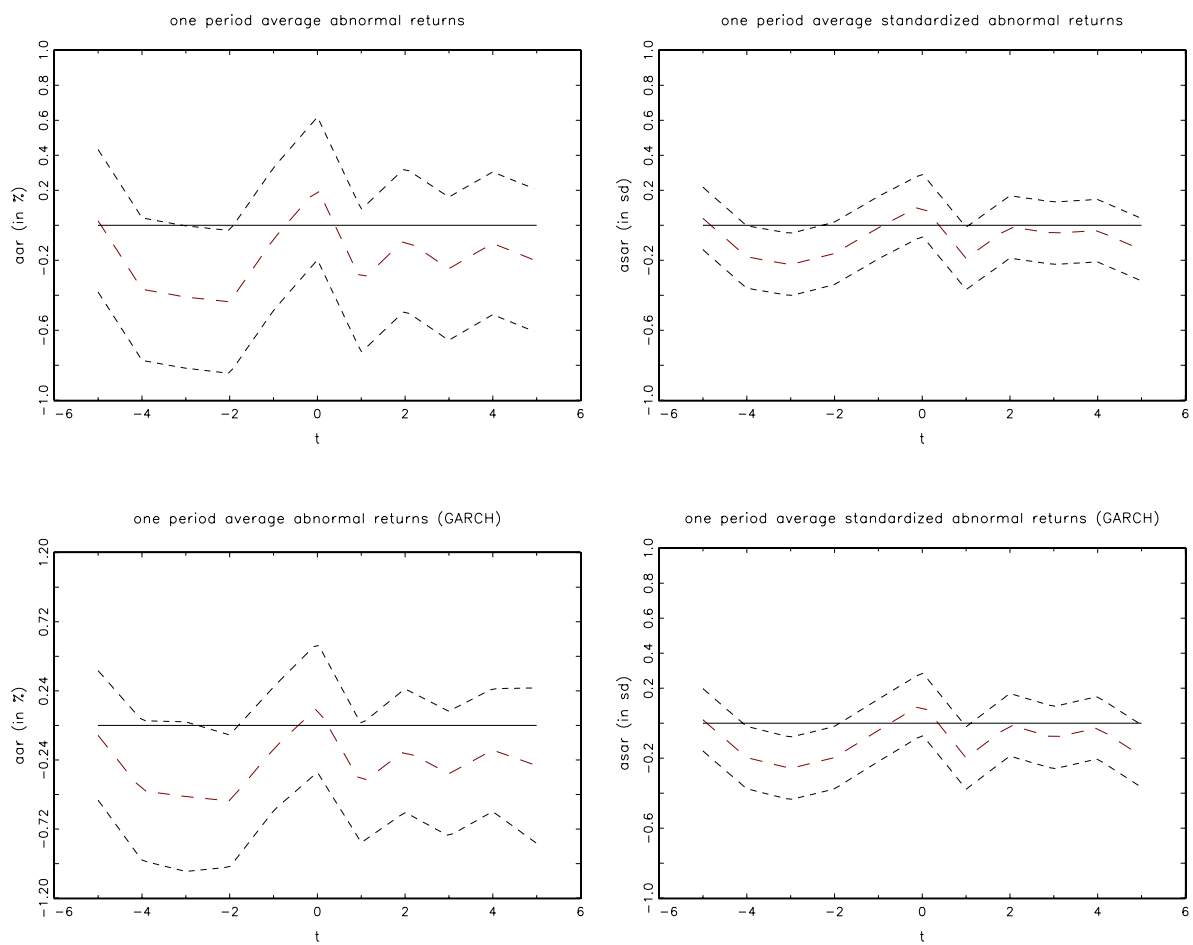 one period average abnormal returns
aar (in %)
1.0
0.8
0.6
0.4
0.2
-0.2
-0.6
-1.0
-6 -4 -2 0 2 4 6
t
one period average standardized abnormal returns
asar (in sd)
1.0
0.8
0.6
0.4
0.2
-0.2
-0.6
-1.0
-6 -4 -2 0 2 4 6
t
one period average abnormal returns (GARCH)
aar (in %)
1.20
0.72
0.24
-0.24
-0.72
-1.20
-6 -4 -2 0 2 4 6
t
one period average standardized abnormal returns (GARCH)
asar (in sd)
1.0
0.8
0.6
0.4
0.2
-0.2
-0.6
-1.0
-6 -4 -2 0 2 4 6
t